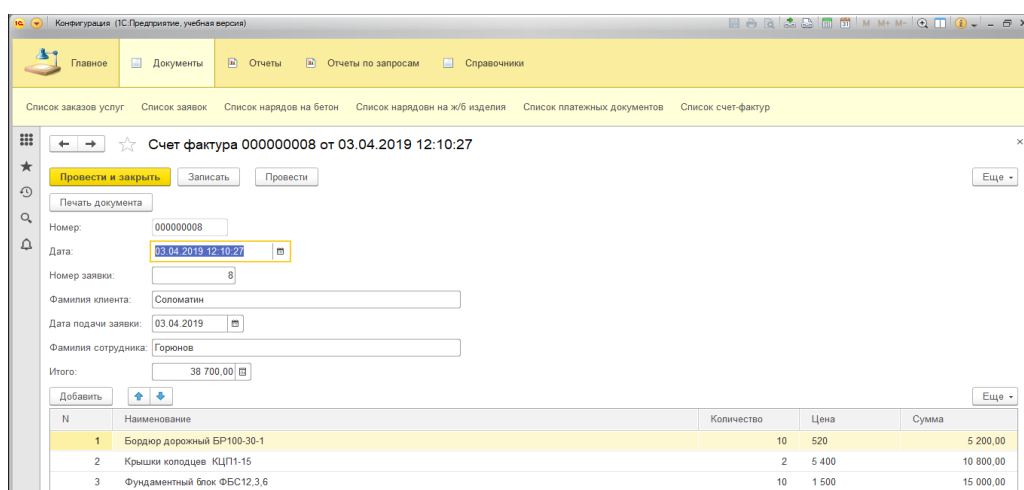 1С Конфигурация (1С:Предприятие, учебная версия) M M+ M-
Главное Документы Отчеты Отчеты по запросам Справочники
Список заказов услуг Список заявок Список нарядов на бетон Список нарядовн на ж/б изделия Список платежных документов Список счет-фактур
Счет фактура 000000008 от 03.04.2019 12:10:27
Провести и закрыть Записать Провести Еще
Печать документа
Номер: 000000008
Дата: 03.04.2019 12:10:27
Номер заявки: 8
Фамилия клиента: Соломатин
Дата подачи заявки: 03.04.2019
Фамилия сотрудника: Горюнов
Итого: 38 700,00
Добавить Еще
N Наименование Количество Цена Сумма
1 Бордюр дорожный БР100-30-1 10 520 5 200,00
2 Крышки колодцев КЦП1-15 2 5 400 10 800,00
3 Фундаментный блок ФБС12,3,6 10 1 500 15 000,00